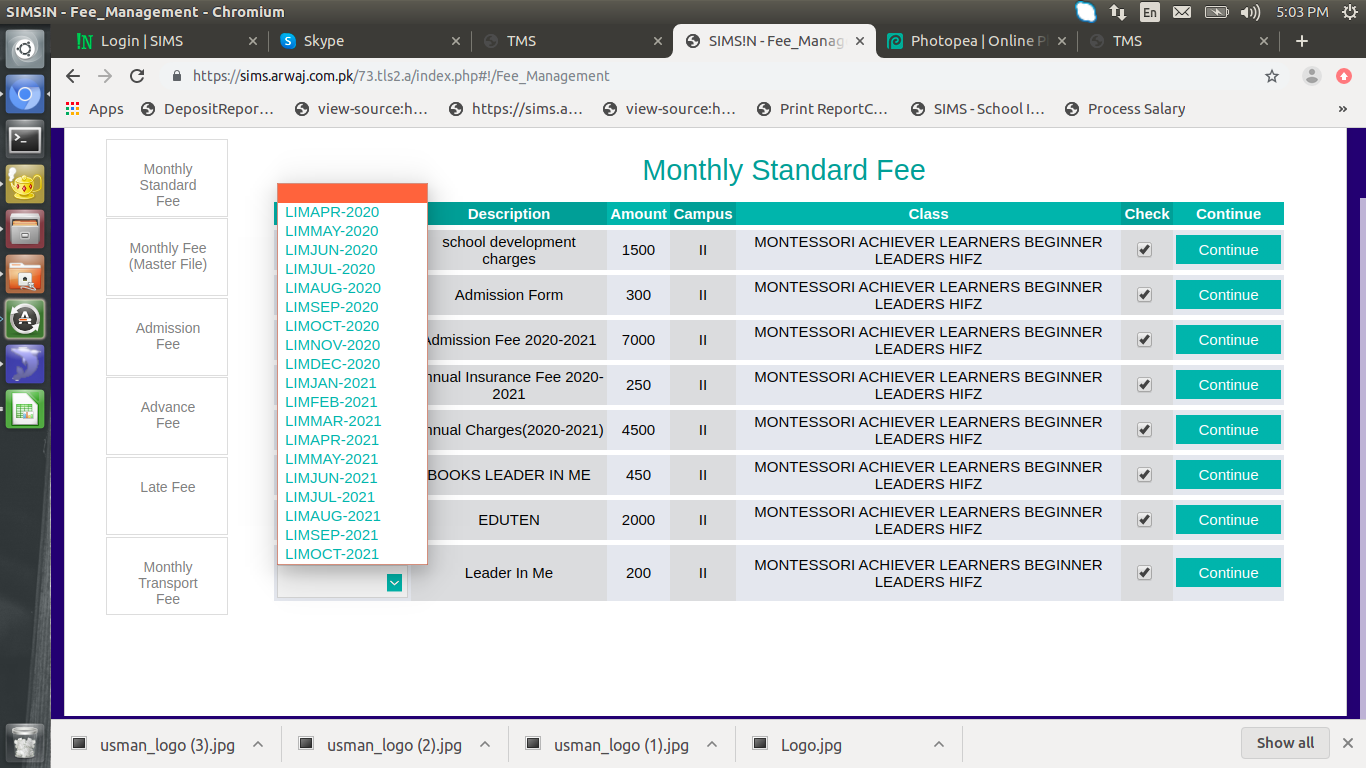 SIMS!N - Fee_Management - Chromium
En
5:03 PM
Login | SIMS
Skype
TMS
SIMS!N - Fee_Manag
Photopea | Online P
TMS
https://sims.arwaj.com.pk/73.tls2.a/index.php#!/Fee_Management
Apps
DepositRepor...
view-source:h...
https://sims.a...
view-source:h...
Print ReportC...
SIMS - School I...
Process Salary
»
Monthly
Standard
Fee
Monthly Fee
(Master File)
Admission
Fee
Advance
Fee
Late Fee
Monthly
Transport
Fee
Monthly Standard Fee
LIMAPR-2020
LIMMAY-2020
LIMJUN-2020
LIMJUL-2020
LIMAUG-2020
LIMSEP-2020
LIMOCT-2020
LIMNOV-2020
LIMDEC-2020
LIMJAN-2021
LIMFEB-2021
LIMMAR-2021
LIMAPR-2021
LIMMAY-2021
LIMJUN-2021
LIMJUL-2021
LIMAUG-2021
LIMSEP-2021
LIMOCT-2021
Description Amount Campus Class Check Continue
school development
charges
1500 II
MONTESSORI ACHIEVER LEARNERS BEGINNER
LEADERS HIFZ
Continue
Admission Form 300 II
MONTESSORI ACHIEVER LEARNERS BEGINNER
LEADERS HIFZ
Continue
Admission Fee 2020-2021 7000 II
MONTESSORI ACHIEVER LEARNERS BEGINNER
LEADERS HIFZ
Continue
nnual Insurance Fee 2020-
2021
250 II
MONTESSORI ACHIEVER LEARNERS BEGINNER
LEADERS HIFZ
Continue
nnual Charges(2020-2021) 4500 II
MONTESSORI ACHIEVER LEARNERS BEGINNER
LEADERS HIFZ
Continue
BOOKS LEADER IN ME 450 II
MONTESSORI ACHIEVER LEARNERS BEGINNER
LEADERS HIFZ
Continue
EDUTEN 2000 II
MONTESSORI ACHIEVER LEARNERS BEGINNER
LEADERS HIFZ
Continue
Leader In Me 200 II
MONTESSORI ACHIEVER LEARNERS BEGINNER
LEADERS HIFZ
Continue
usman_logo (3).jpg
usman_logo (2).jpg
usman_logo (1).jpg
Logo.jpg
Show all